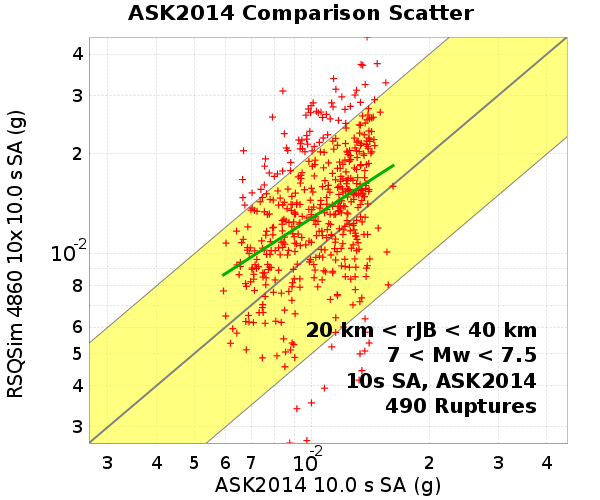 ASK2014 Comparison Scatter
RSQSim 4860 10x 10.0 s SA (g)
4
3
2
10-2
8
6
5
4
3
20 km < rJB < 40 km
7 < Mw < 7.5
10s SA, ASK2014
490 Ruptures
3 4 5 6 7 10-2 2 3 4
ASK2014 10.0 s SA (g)